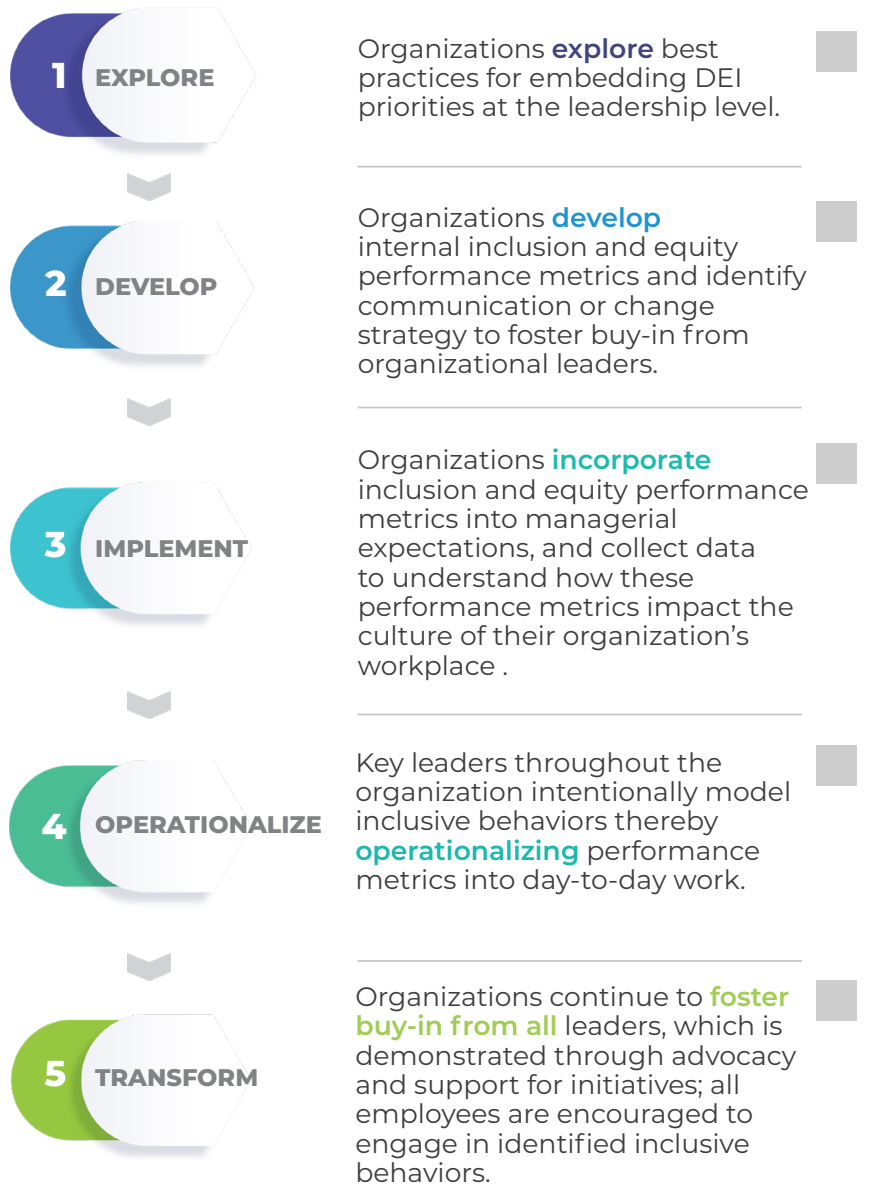 1 EXPLORE
Organizations explore best
practices for embedding DEI
priorities at the leadership level.
2 DEVELOP
Organizations develop
internal inclusion and equity
performance metrics and identify
communication or change
strategy to foster buy-in from
organizational leaders.
3 IMPLEMENT
Organizations incorporate
inclusion and equity performance
metrics into managerial
expectations, and collect data
to understand how these
performance metrics impact the
culture of their organization’s
workplace .
4 OPERATIONALIZE
Key leaders throughout the
organization intentionally model
inclusive behaviors thereby
operationalizing performance
metrics into day-to-day work.
5 TRANSFORM
Organizations continue to foster
buy-in from all leaders, which is
demonstrated through advocacy
and support for initiatives; all
employees are encouraged to
engage in identified inclusive
behaviors.